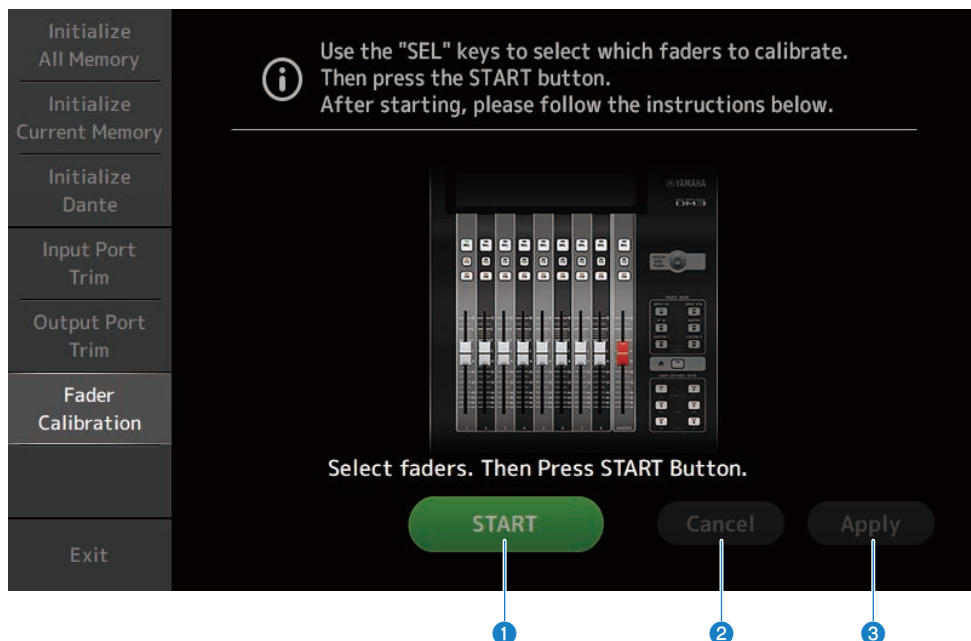 Initialize
All Memory
Initialize
Current Memory
Initialize
Dante
Input Port
Trim
Output Port
Trim
Fader
Calibration
Exit
Use the "SEL" keys to select which faders to calibrate.
Then press the START button.
After starting, please follow the instructions below.
YAMAHA
DM3
Select faders. Then Press START Button.
START
Cancel
Apply
1
2
3